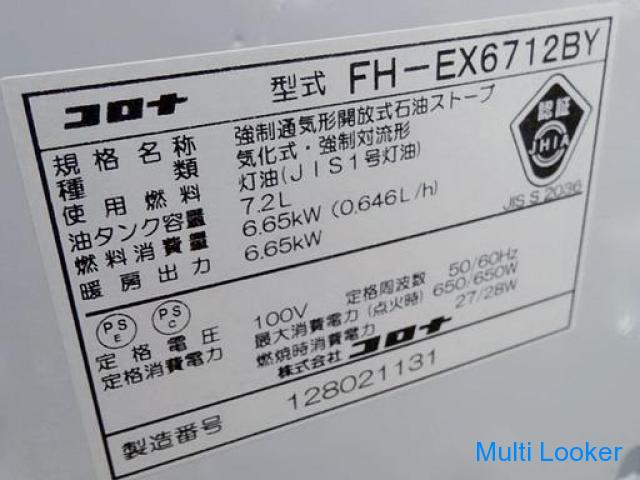 コロナ 型式 FH-EX6712BY
規格名称 強制通気形開放式石油ストーブ
種類 気化式・強制対流形
使用燃料 灯油(JIS1号灯油)
油タンク容量 7.2L
燃料消費量 6.65kW (0.646L/h)
暖房出力 6.65kW
認証
JHIA
JIS S 2036
PS E PS C
定格電圧 100V 定格周波数 50/60Hz
定格消費電力 最大消費電力(点火時) 650/650W
燃焼時消費電力 27/28W
株式会社 コロナ
製造番号 128021131
Multi Looker